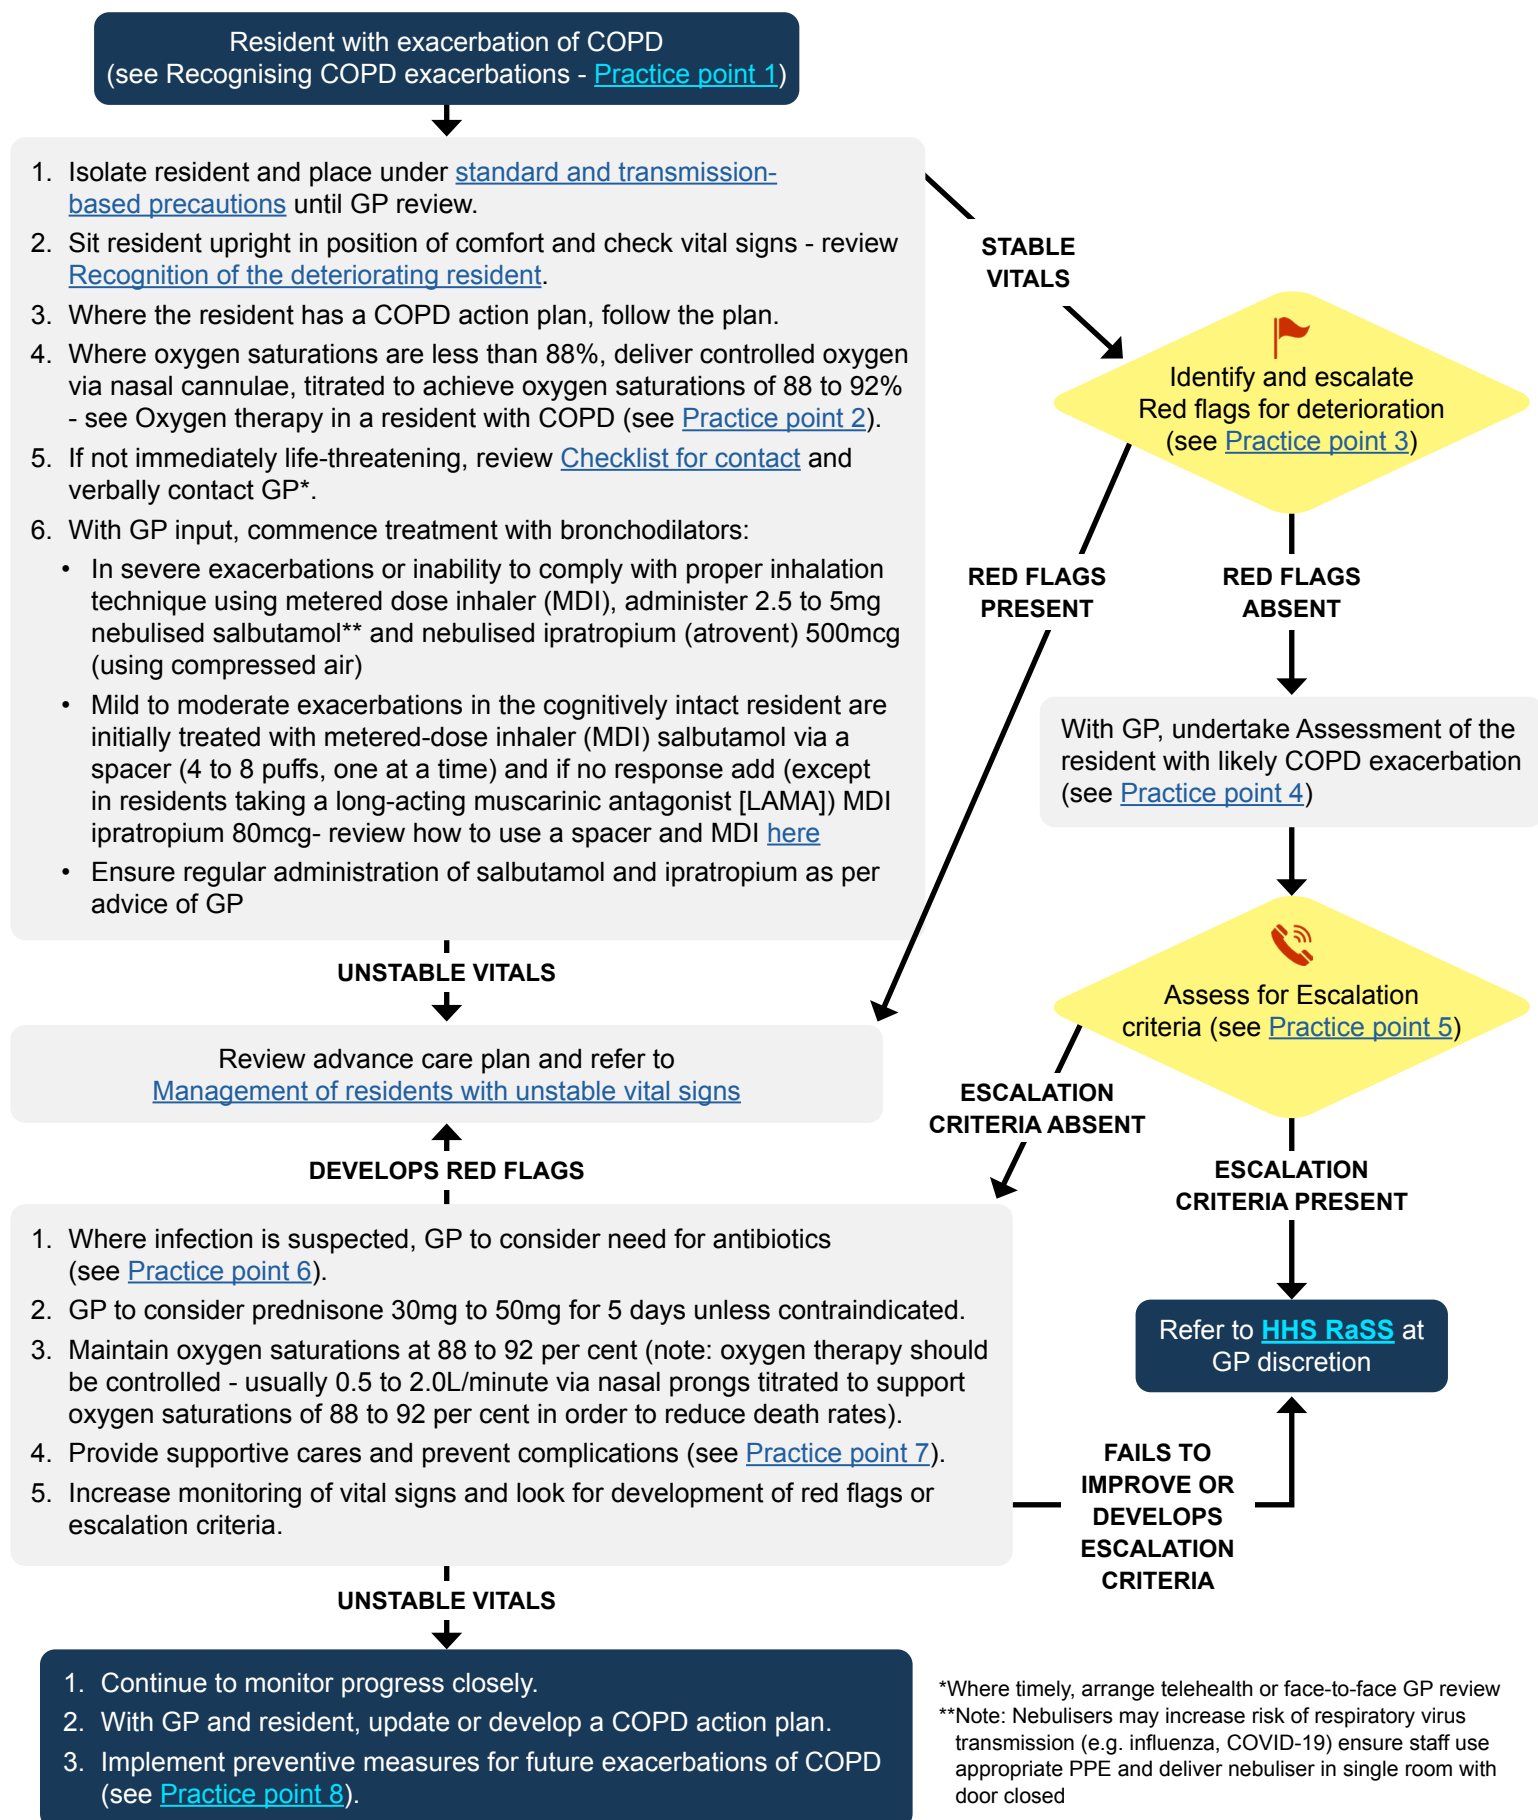 Resident with exacerbation of COPD
(see Recognising COPD exacerbations - Practice point 1)
1. Isolate resident and place under standard and transmission-
based precautions until GP review.
2. Sit resident upright in position of comfort and check vital signs - review
Recognition of the deteriorating resident.
3. Where the resident has a COPD action plan, follow the plan.
4. Where oxygen saturations are less than 88%, deliver controlled oxygen
via nasal cannulae, titrated to achieve oxygen saturations of 88 to 92%
- see Oxygen therapy in a resident with COPD (see Practice point 2).
5. If not immediately life-threatening, review Checklist for contact and
verbally contact GP*.
6. With GP input, commence treatment with bronchodilators:
• In severe exacerbations or inability to comply with proper inhalation
technique using metered dose inhaler (MDI), administer 2.5 to 5mg
nebulised salbutamol** and nebulised ipratropium (atrovent) 500mcg
(using compressed air)
• Mild to moderate exacerbations in the cognitively intact resident are
initially treated with metered-dose inhaler (MDI) salbutamol via a
spacer (4 to 8 puffs, one at a time) and if no response add (except
in residents taking a long-acting muscarinic antagonist [LAMA]) MDI
ipratropium 80mcg- review how to use a spacer and MDI here
• Ensure regular administration of salbutamol and ipratropium as per
advice of GP
STABLE
VITALS
Identify and escalate
Red flags for deterioration
(see Practice point 3)
RED FLAGS
PRESENT
RED FLAGS
ABSENT
With GP, undertake Assessment of the
resident with likely COPD exacerbation
(see Practice point 4)
Assess for Escalation
criteria (see Practice point 5)
UNSTABLE VITALS
Review advance care plan and refer to
Management of residents with unstable vital signs
ESCALATION
CRITERIA ABSENT
ESCALATION
CRITERIA PRESENT
DEVELOPS RED FLAGS
1. Where infection is suspected, GP to consider need for antibiotics
(see Practice point 6).
2. GP to consider prednisone 30mg to 50mg for 5 days unless contraindicated.
3. Maintain oxygen saturations at 88 to 92 per cent (note: oxygen therapy should
be controlled - usually 0.5 to 2.0L/minute via nasal prongs titrated to support
oxygen saturations of 88 to 92 per cent in order to reduce death rates).
4. Provide supportive cares and prevent complications (see Practice point 7).
5. Increase monitoring of vital signs and look for development of red flags or
escalation criteria.
Refer to HHS RaSS at
GP discretion
FAILS TO
IMPROVE OR
DEVELOPS
ESCALATION
CRITERIA
UNSTABLE VITALS
1. Continue to monitor progress closely.
2. With GP and resident, update or develop a COPD action plan.
3. Implement preventive measures for future exacerbations of COPD
(see Practice point 8).
*Where timely, arrange telehealth or face-to-face GP review
**Note: Nebulisers may increase risk of respiratory virus
transmission (e.g. influenza, COVID-19) ensure staff use
appropriate PPE and deliver nebuliser in single room with
door closed